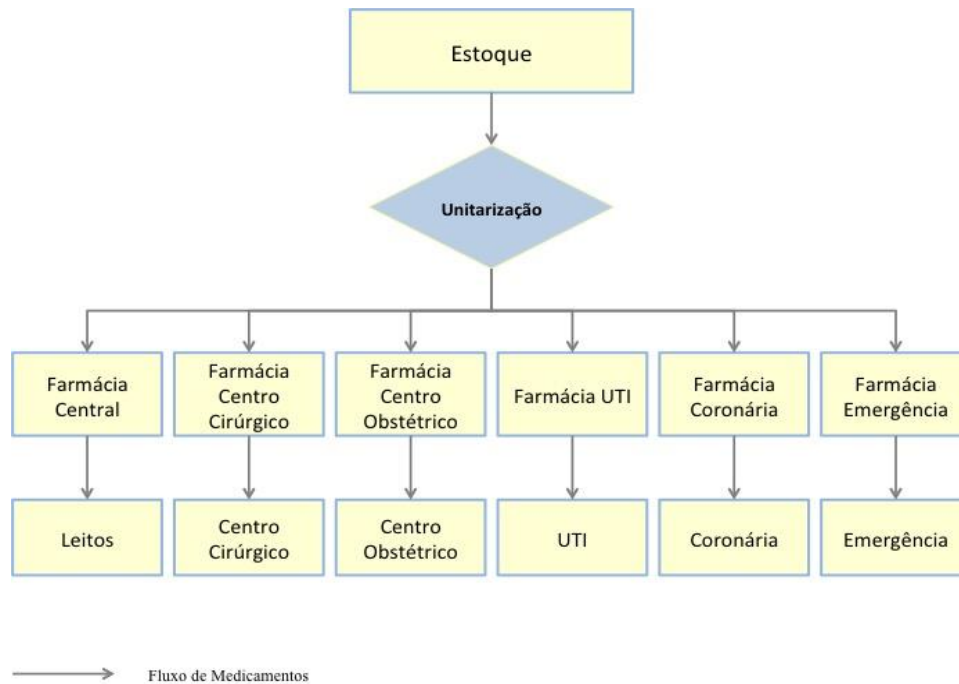 Estoque
Unitarização
Farmácia
Central
Farmácia
Centro
Cirúrgico
Farmácia
Centro
Obstétrico
Farmácia UTI
Farmácia
Coronária
Farmácia
Emergência
Leitos
Centro
Cirúrgico
Centro
Obstétrico
UTI
Coronária
Emergência
Fluxo de Medicamentos